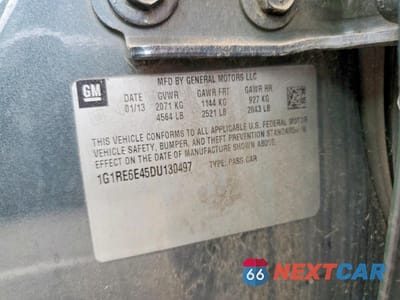 MFD BY GENERAL MOTORS LLC
GM
DATE GVWR GAWR FRT GAWR RR
01/13 2071 KG 1144 KG 927 KG
4564 LB 2521 LB 2043 LB
THIS VEHICLE CONFORMS TO ALL APPLICABLE U.S. FEDERAL MOTOR
VEHICLE SAFETY, BUMPER, AND THEFT PREVENTION STANDARDS IN
EFFECT ON THE DATE OF MANUFACTURE SHOWN ABOVE.
1G1RE6E45DU130497 TYPE: PASS CAR
66 NEXTCAR